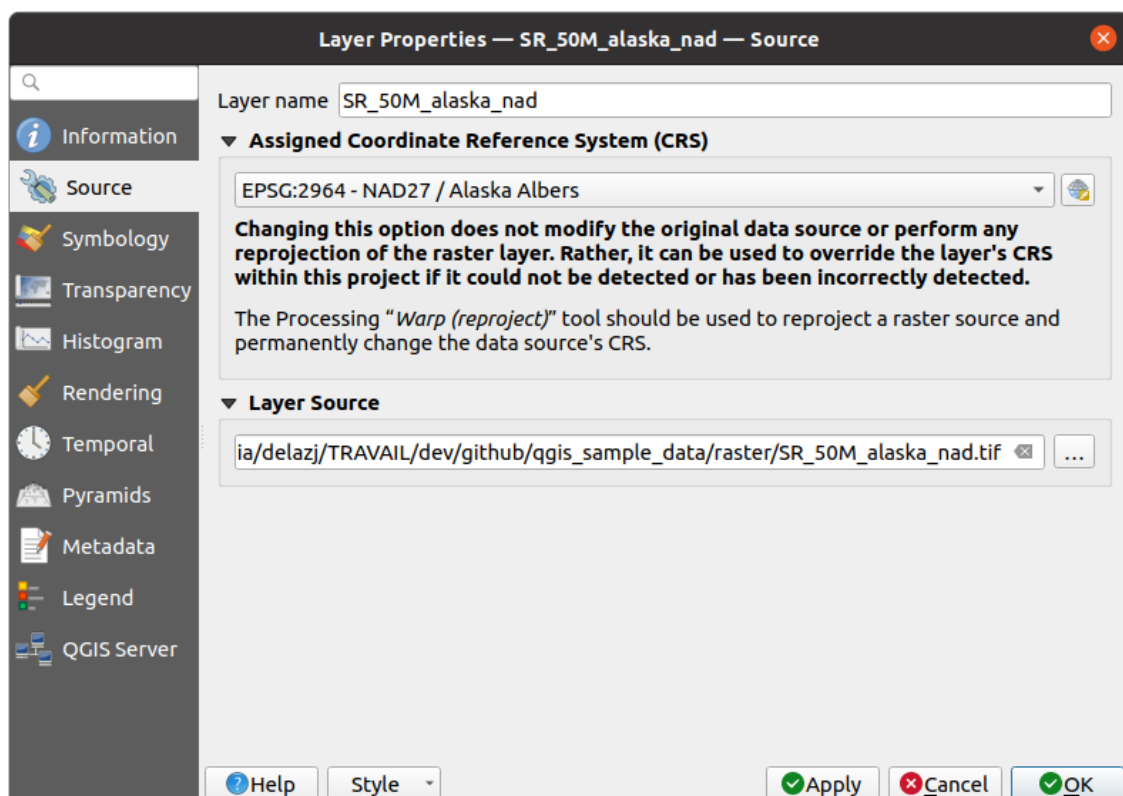 Layer Properties — SR_50M_alaska_nad — Source
Information
Source
Symbology
Transparency
Histogram
Rendering
Temporal
Pyramids
Metadata
Legend
QGIS Server
Layer name SR_50M_alaska_nad
Assigned Coordinate Reference System (CRS)
EPSG:2964 - NAD27 / Alaska Albers
Changing this option does not modify the original data source or perform any
reprojection of the raster layer. Rather, it can be used to override the layer's CRS
within this project if it could not be detected or has been incorrectly detected.
The Processing “Warp (reproject)” tool should be used to reproject a raster source and
permanently change the data source's CRS.
Layer Source
ia/delazj/TRAVAIL/dev/github/qgis_sample_data/raster/SR_50M_alaska_nad.tif
...
Help
Style
Apply
Cancel
OK